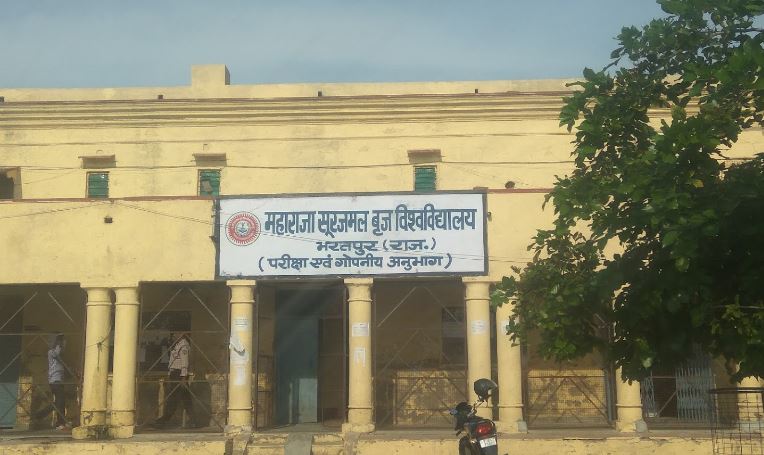 महाराजा सूरजमल बृज विश्वविद्यालय
भरतपुर (राज.)
(परीक्षा एवं गोपनीय अनुभाग)